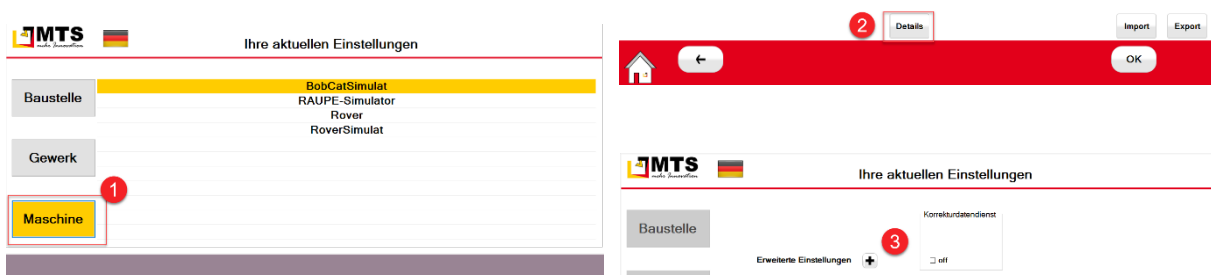 MTS
mehr Innovation
Ihre aktuellen Einstellungen
Baustelle
Gewerk
Maschine
BobCatSimulat
RAUPE-Simulator
Rover
RoverSimulat
1
2
Details
Import
Export
←
OK
MTS
mehr Innovation
Ihre aktuellen Einstellungen
Baustelle
Korrekturdatendienst
3
Erweiterte Einstellungen +
off